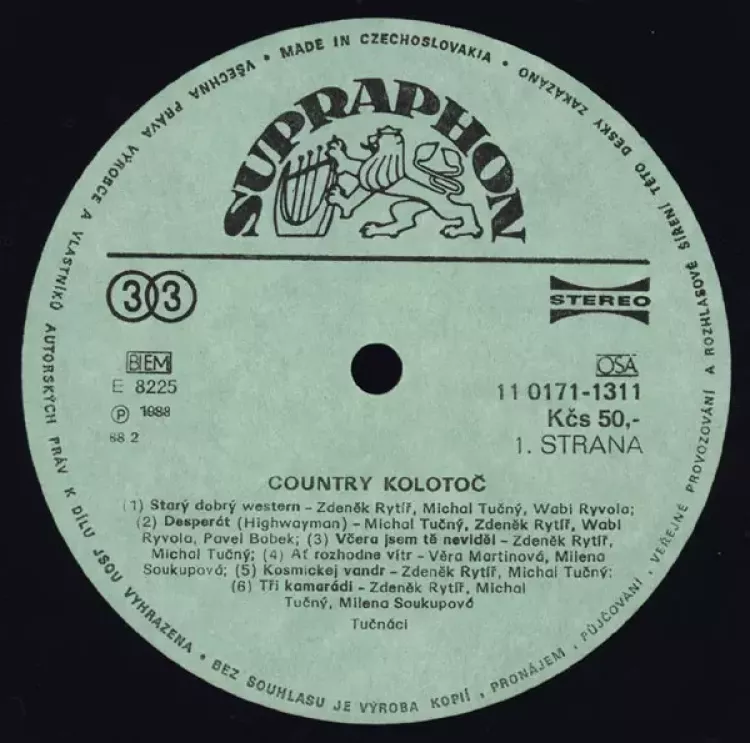 VŠECHNA PRÁVA VÝROBCE A VLASTNÍKŮ AUTORSKÝCH PRÁV K DÍLU JSOU VYHRAZENA • BEZ SOUHLASU JE VÝROBA KOPIÍ, PRONÁJEM, PŮJČOVÁNÍ, VEŘEJNÉ PROVOZOVÁNÍ A ROZHLASOVÉ ŠÍŘENÍ TÉTO DESKY ZAKÁZÁNO • MADE IN CZECHOSLOVAKIA •
SUPRAPHON
33
STEREO
BIEM
OSA
E 8225
11 0171-1311
Ⓟ 1988
Kčs 50,-
88 2
1. STRANA
COUNTRY KOLOTOČ
(1) Starý dobrý western – Zdeněk Rytíř, Michal Tučný, Wabi Ryvola;
(2) Desperát (Highwayman) – Michal Tučný, Zdeněk Rytíř, Wabi
Ryvola, Pavel Bobek; (3) Včera jsem tě neviděl – Zdeněk Rytíř,
Michal Tučný; (4) Ať rozhodne vítr – Věra Martinová, Milena
Soukupová; (5) Kosmickej vandr – Zdeněk Rytíř, Michal Tučný;
(6) Tři kamarádi – Zdeněk Rytíř, Michal
Tučný, Milena Soukupová
Tučňáci